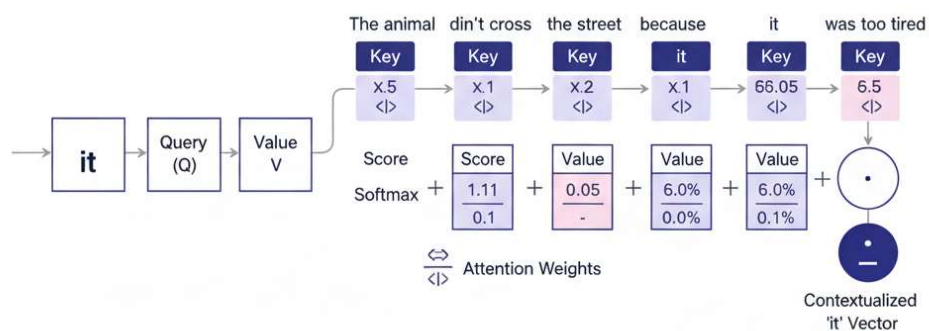 The animal din't cross the street because it was too tired
Key Key Key it Key Key
x.5 x.1 x.2 x.1 66.05 6.5
<|> <|> <|> <|> <|> <|>
it
Query
(Q)
Value
V
Score
Softmax
+
Score
1.11
0.1
+
Value
0.05
-
+
Value
6.0%
0.0%
+
Value
6.0%
0.1%
+
<=>
<|>
Attention Weights
Contextualized
'it' Vector